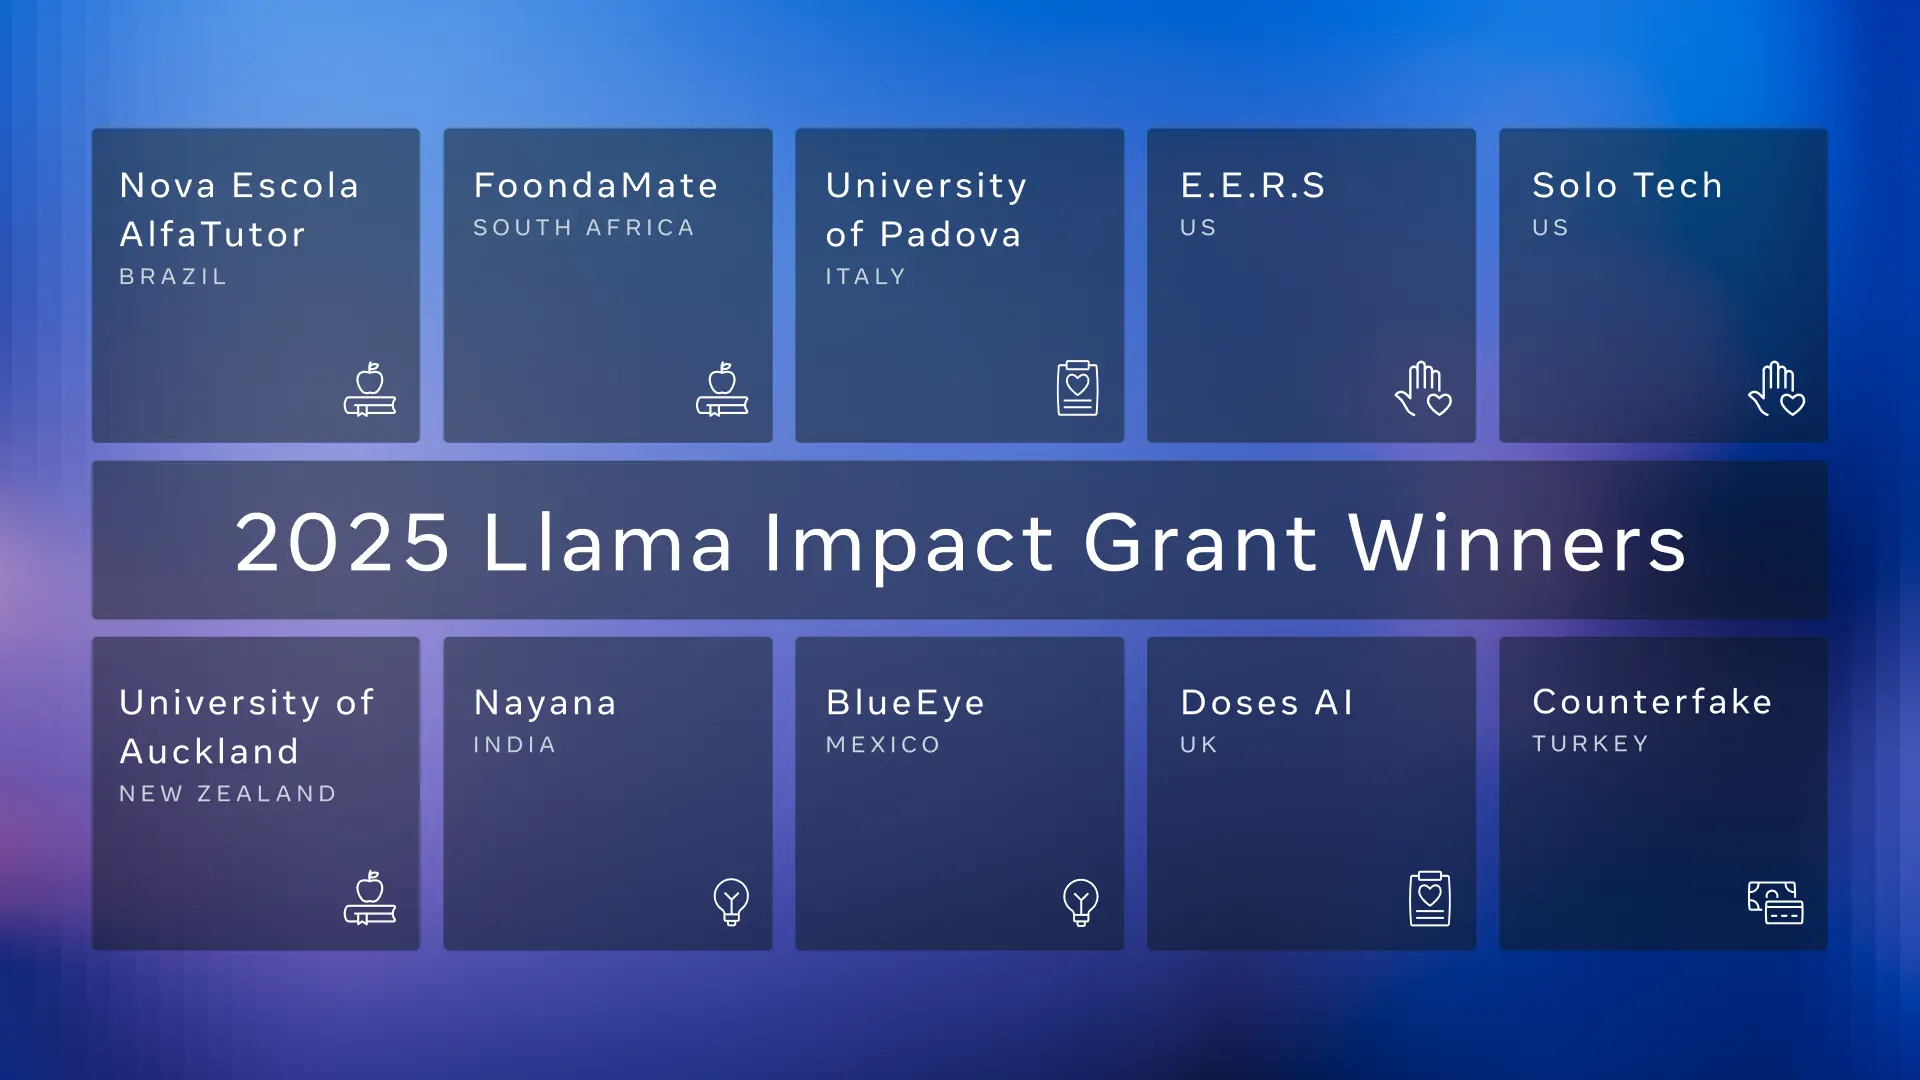 Nova Escola
AlfaTutor
BRAZIL
FoondaMate
SOUTH AFRICA
University
of Padova
ITALY
E.E.R.S
US
Solo Tech
US
2025 Llama Impact Grant Winners
University of
Auckland
NEW ZEALAND
Nayana
INDIA
BlueEye
MEXICO
Doses AI
UK
Counterfake
TURKEY